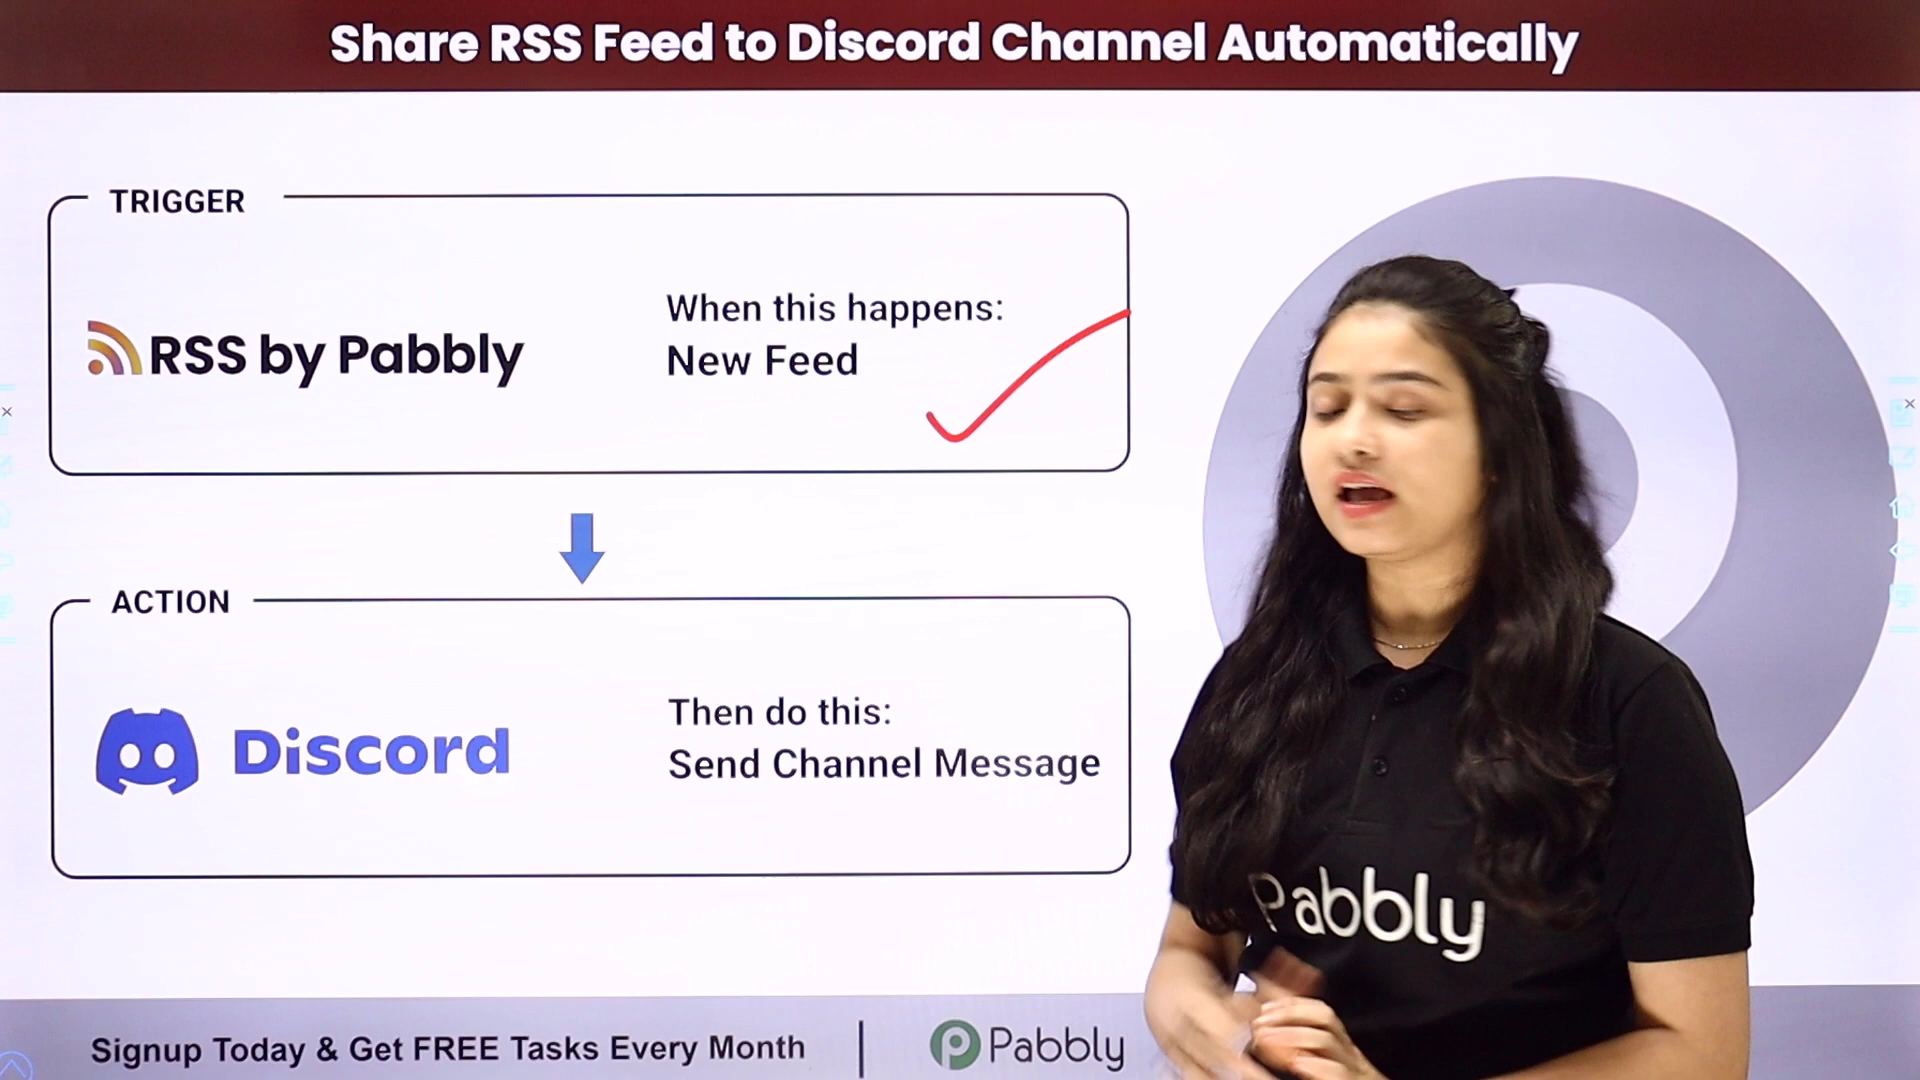 Share RSS Feed to Discord Channel Automatically
TRIGGER
RSS by Pabbly
When this happens:
New Feed
ACTION
Discord
Then do this:
Send Channel Message
Pabbly
Signup Today & Get FREE Tasks Every Month
Pabbly